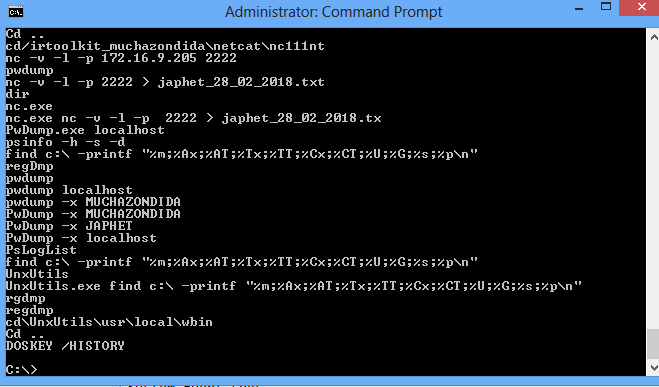 Administrator: Command Prompt
Cd ..
cd/irtoolkit_muchazondida\netcat\nc111nt
nc -v -l -p 172.16.9.205 2222
pwdump
nc -v -l -p 2222 > japhet_28_02_2018.txt
dir
nc.exe
nc.exe nc -v -l -p  2222 > japhet_28_02_2018.tx
PwDump.exe localhost
psinfo -h -s -d
find c:\ -printf "%m;%Ax;%AT;%Tx;%TT;%Cx;%CT;%U;%G;%s;%p\n"
regDmp
pwdump
pwdump localhost
pwdump -x MUCHAZONDIDA
PwDump -x MUCHAZONDIDA
PwDump -x JAPHET
PwDump -x localhost
PsLogList
find c:\ -printf "%m;%Ax;%AT;%Tx;%TT;%Cx;%CT;%U;%G;%s;%p\n"
UnxUtils
UnxUtils.exe find c:\ -printf "%m;%Ax;%AT;%Tx;%TT;%Cx;%CT;%U;%G;%s;%p\n"
rgdmp
regdmp
cd\UnxUtils\usr\local\wbin
Cd ..
DOSKEY /HISTORY
C:\>